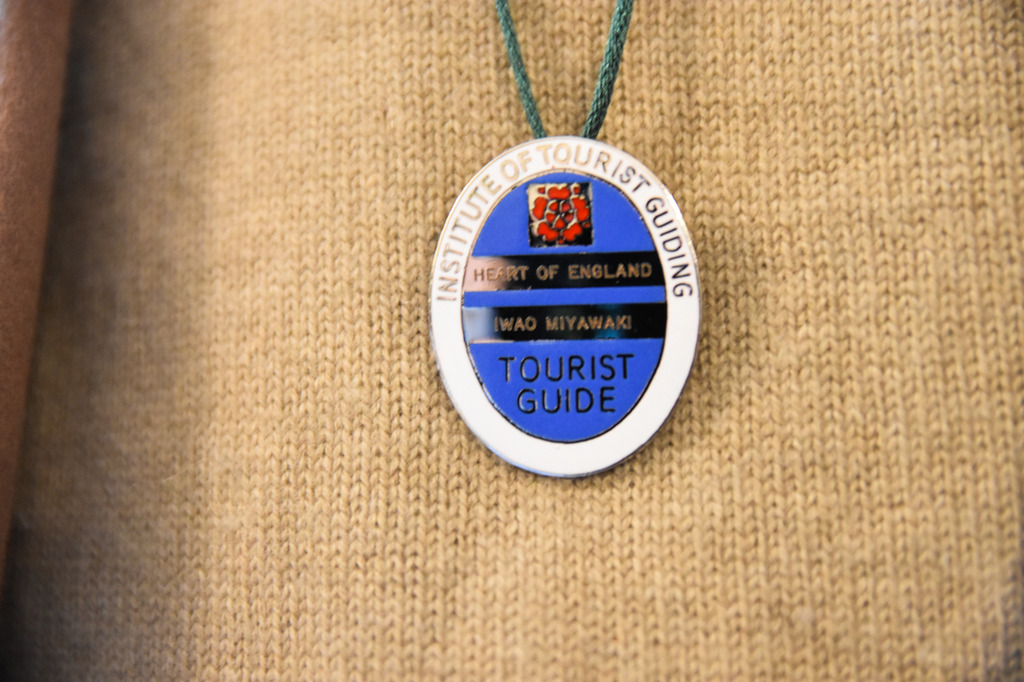 INSTITUTE OF TOURIST GUIDING
HEART OF ENGLAND
IWAO MIYAWAKI
TOURIST
GUIDE